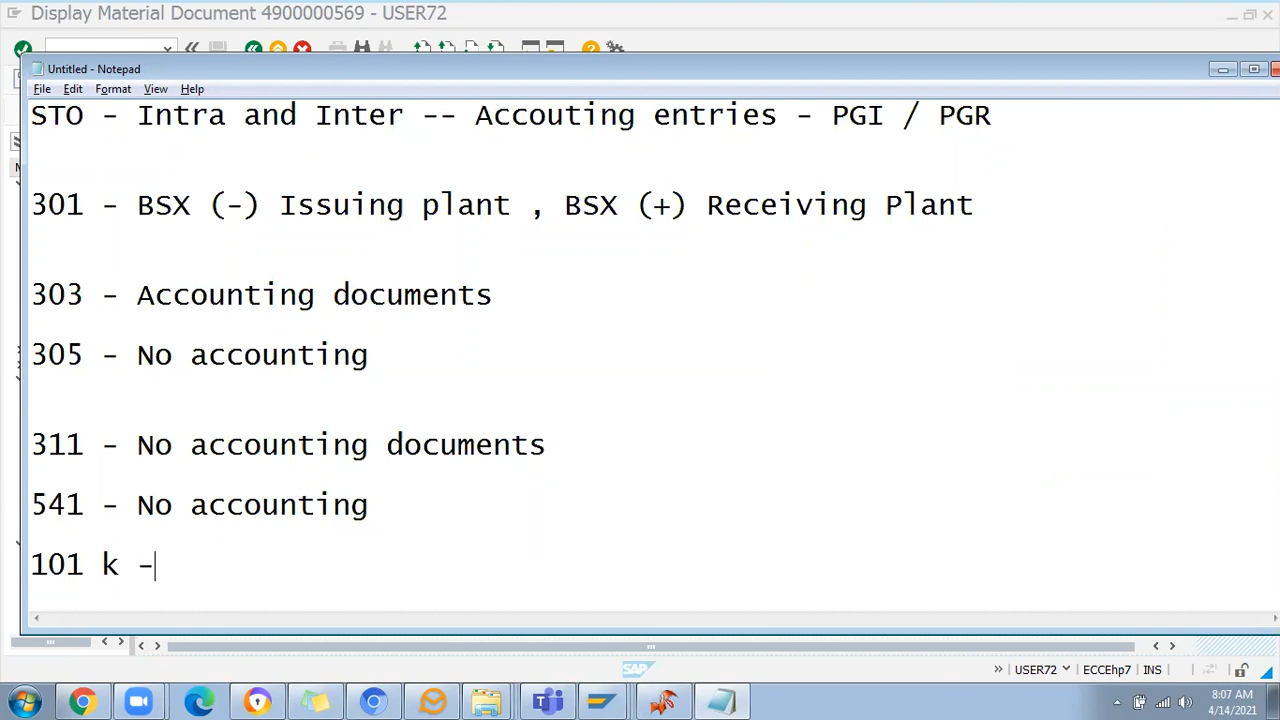 Display Material Document 4900000569 - USER72
Untitled - Notepad
File Edit Format View Help
STO - Intra and Inter -- Accouting entries - PGI / PGR
301 - BSX (-) Issuing plant , BSX (+) Receiving Plant
303 - Accounting documents
305 - No accounting
311 - No accounting documents
541 - No accounting
101 k -
SAP
USER72 ECCEhp7 INS
8:07 AM
4/14/2021